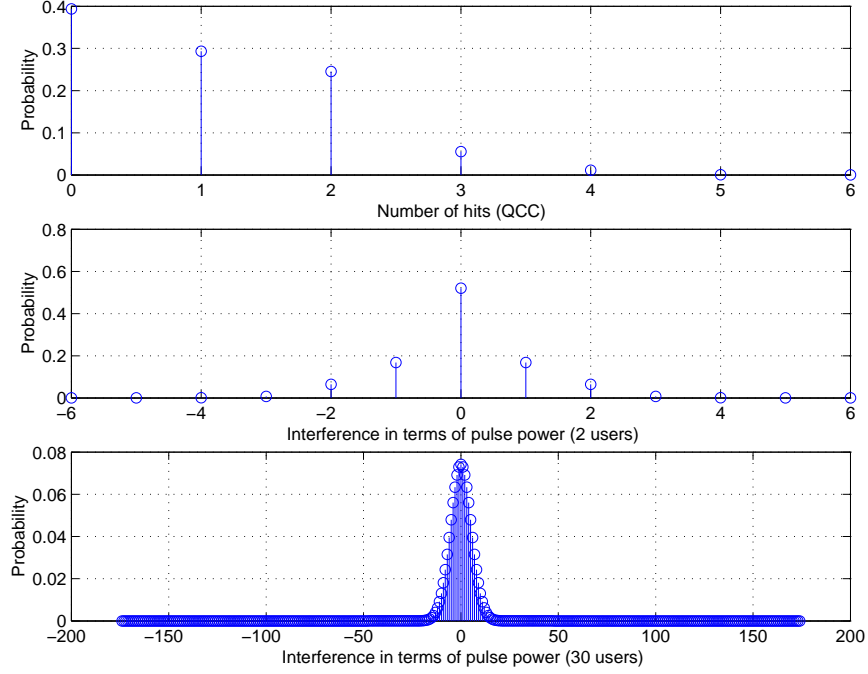 0.4
0.3
0.2
0.1
0
Probability
0 1 2 3 4 5 6
Number of hits (QCC)
0.8
0.6
0.4
0.2
0
Probability
−6 −4 −2 0 2 4 6
Interference in terms of pulse power (2 users)
0.08
0.06
0.04
0.02
0
Probability
−200 −150 −100 −50 0 50 100 150 200
Interference in terms of pulse power (30 users)